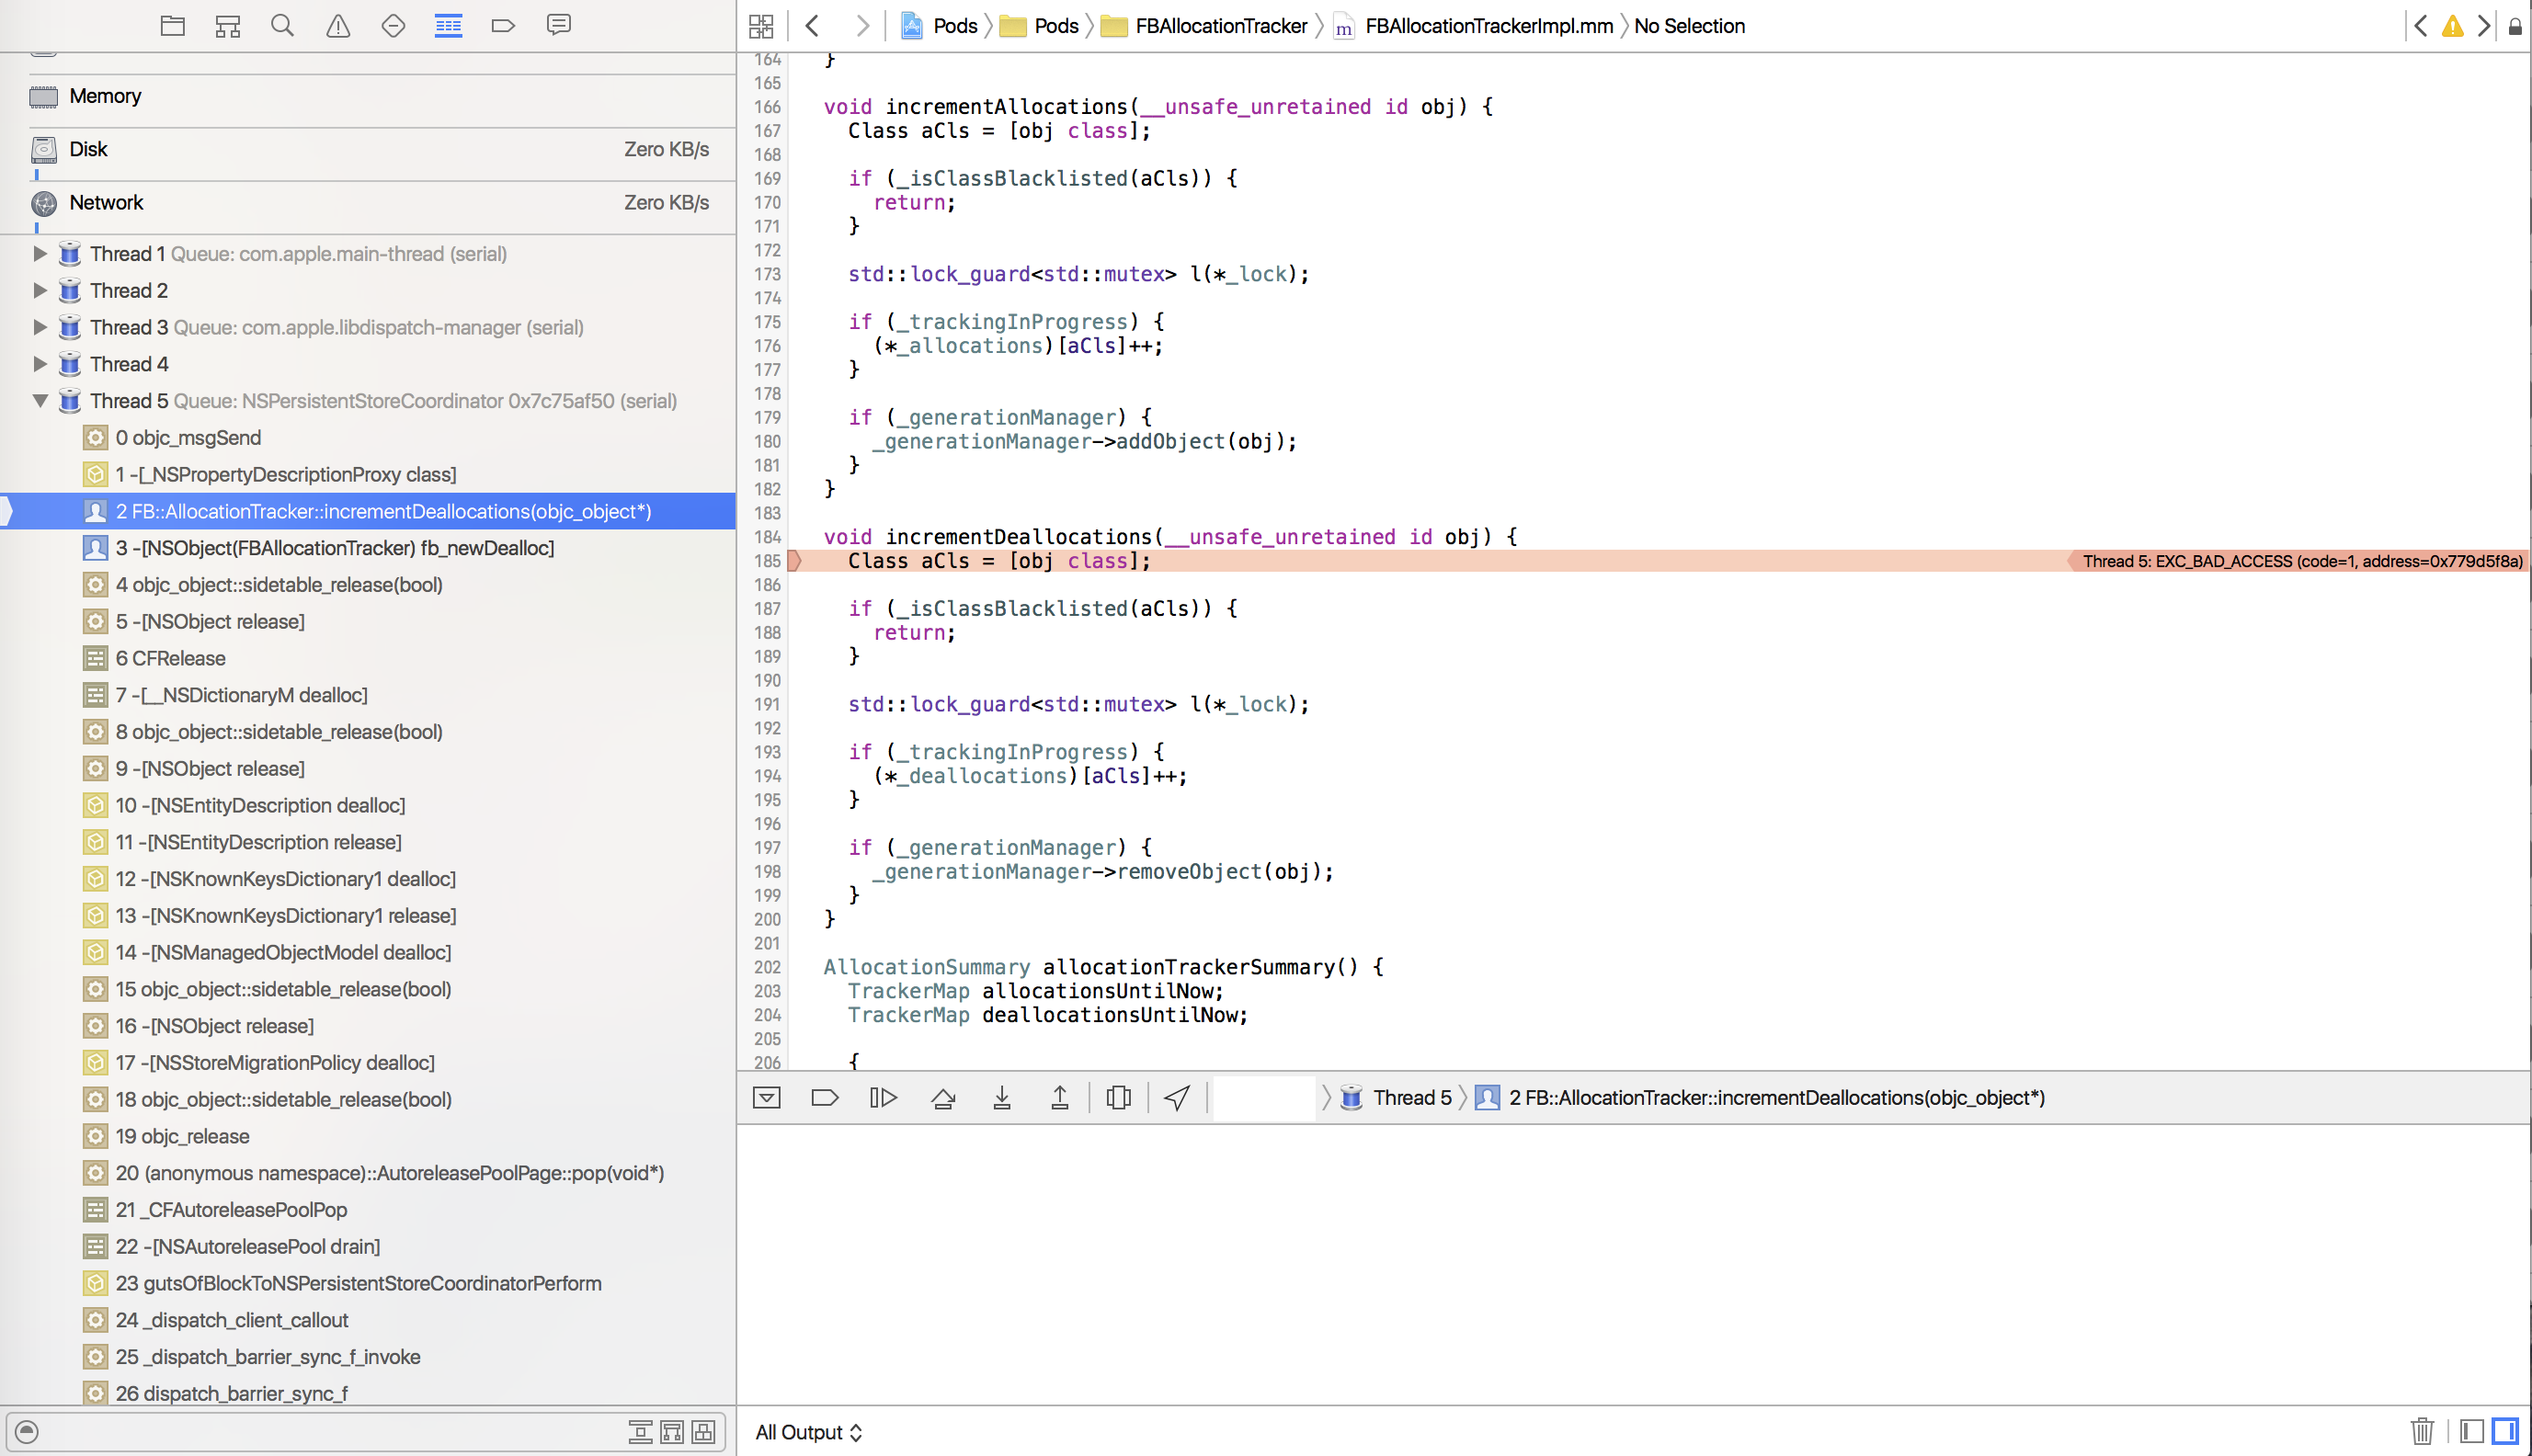 Pods
Pods
FBAllocationTracker
FBAllocationTrackerImpl.mm
No Selection
Memory
Disk Zero KB/s
Network Zero KB/s
Thread 1 Queue: com.apple.main-thread (serial)
Thread 2
Thread 3 Queue: com.apple.libdispatch-manager (serial)
Thread 4
Thread 5 Queue: NSPersistentStoreCoordinator 0x7c75af50 (serial)
0 objc_msgSend
1 -[_NSPropertyDescriptionProxy class]
2 FB::AllocationTracker::incrementDeallocations(objc_object*)
3 -[NSObject(FBAllocationTracker) fb_newDealloc]
4 objc_object::sidetable_release(bool)
5 -[NSObject release]
6 CFRelease
7 -[__NSDictionaryM dealloc]
8 objc_object::sidetable_release(bool)
9 -[NSObject release]
10 -[NSEntityDescription dealloc]
11 -[NSEntityDescription release]
12 -[NSKnownKeysDictionary1 dealloc]
13 -[NSKnownKeysDictionary1 release]
14 -[NSManagedObjectModel dealloc]
15 objc_object::sidetable_release(bool)
16 -[NSObject release]
17 -[NSStoreMigrationPolicy dealloc]
18 objc_object::sidetable_release(bool)
19 objc_release
20 (anonymous namespace)::AutoreleasePoolPage::pop(void*)
21 _CFAutoreleasePoolPop
22 -[NSAutoreleasePool drain]
23 gutsOfBlockToNSPersistentStoreCoordinatorPerform
24 _dispatch_client_callout
25 _dispatch_barrier_sync_f_invoke
26 dispatch_barrier_sync_f
164 }
165
166 void incrementAllocations(__unsafe_unretained id obj) {
167 Class aCls = [obj class];
168
169 if (_isClassBlacklisted(aCls)) {
170 return;
171 }
172
173 std::lock_guard<std::mutex> l(*_lock);
174
175 if (_trackingInProgress) {
176 (*_allocations)[aCls]++;
177 }
178
179 if (_generationManager) {
180 _generationManager->addObject(obj);
181 }
182 }
183
184 void incrementDeallocations(__unsafe_unretained id obj) {
185 Class aCls = [obj class]; Thread 5: EXC_BAD_ACCESS (code=1, address=0x779d5f8a)
186
187 if (_isClassBlacklisted(aCls)) {
188 return;
189 }
190
191 std::lock_guard<std::mutex> l(*_lock);
192
193 if (_trackingInProgress) {
194 (*_deallocations)[aCls]++;
195 }
196
197 if (_generationManager) {
198 _generationManager->removeObject(obj);
199 }
200 }
201
202 AllocationSummary allocationTrackerSummary() {
203 TrackerMap allocationsUntilNow;
204 TrackerMap deallocationsUntilNow;
205
206 {
Thread 5
2 FB::AllocationTracker::incrementDeallocations(objc_object*)
All Output